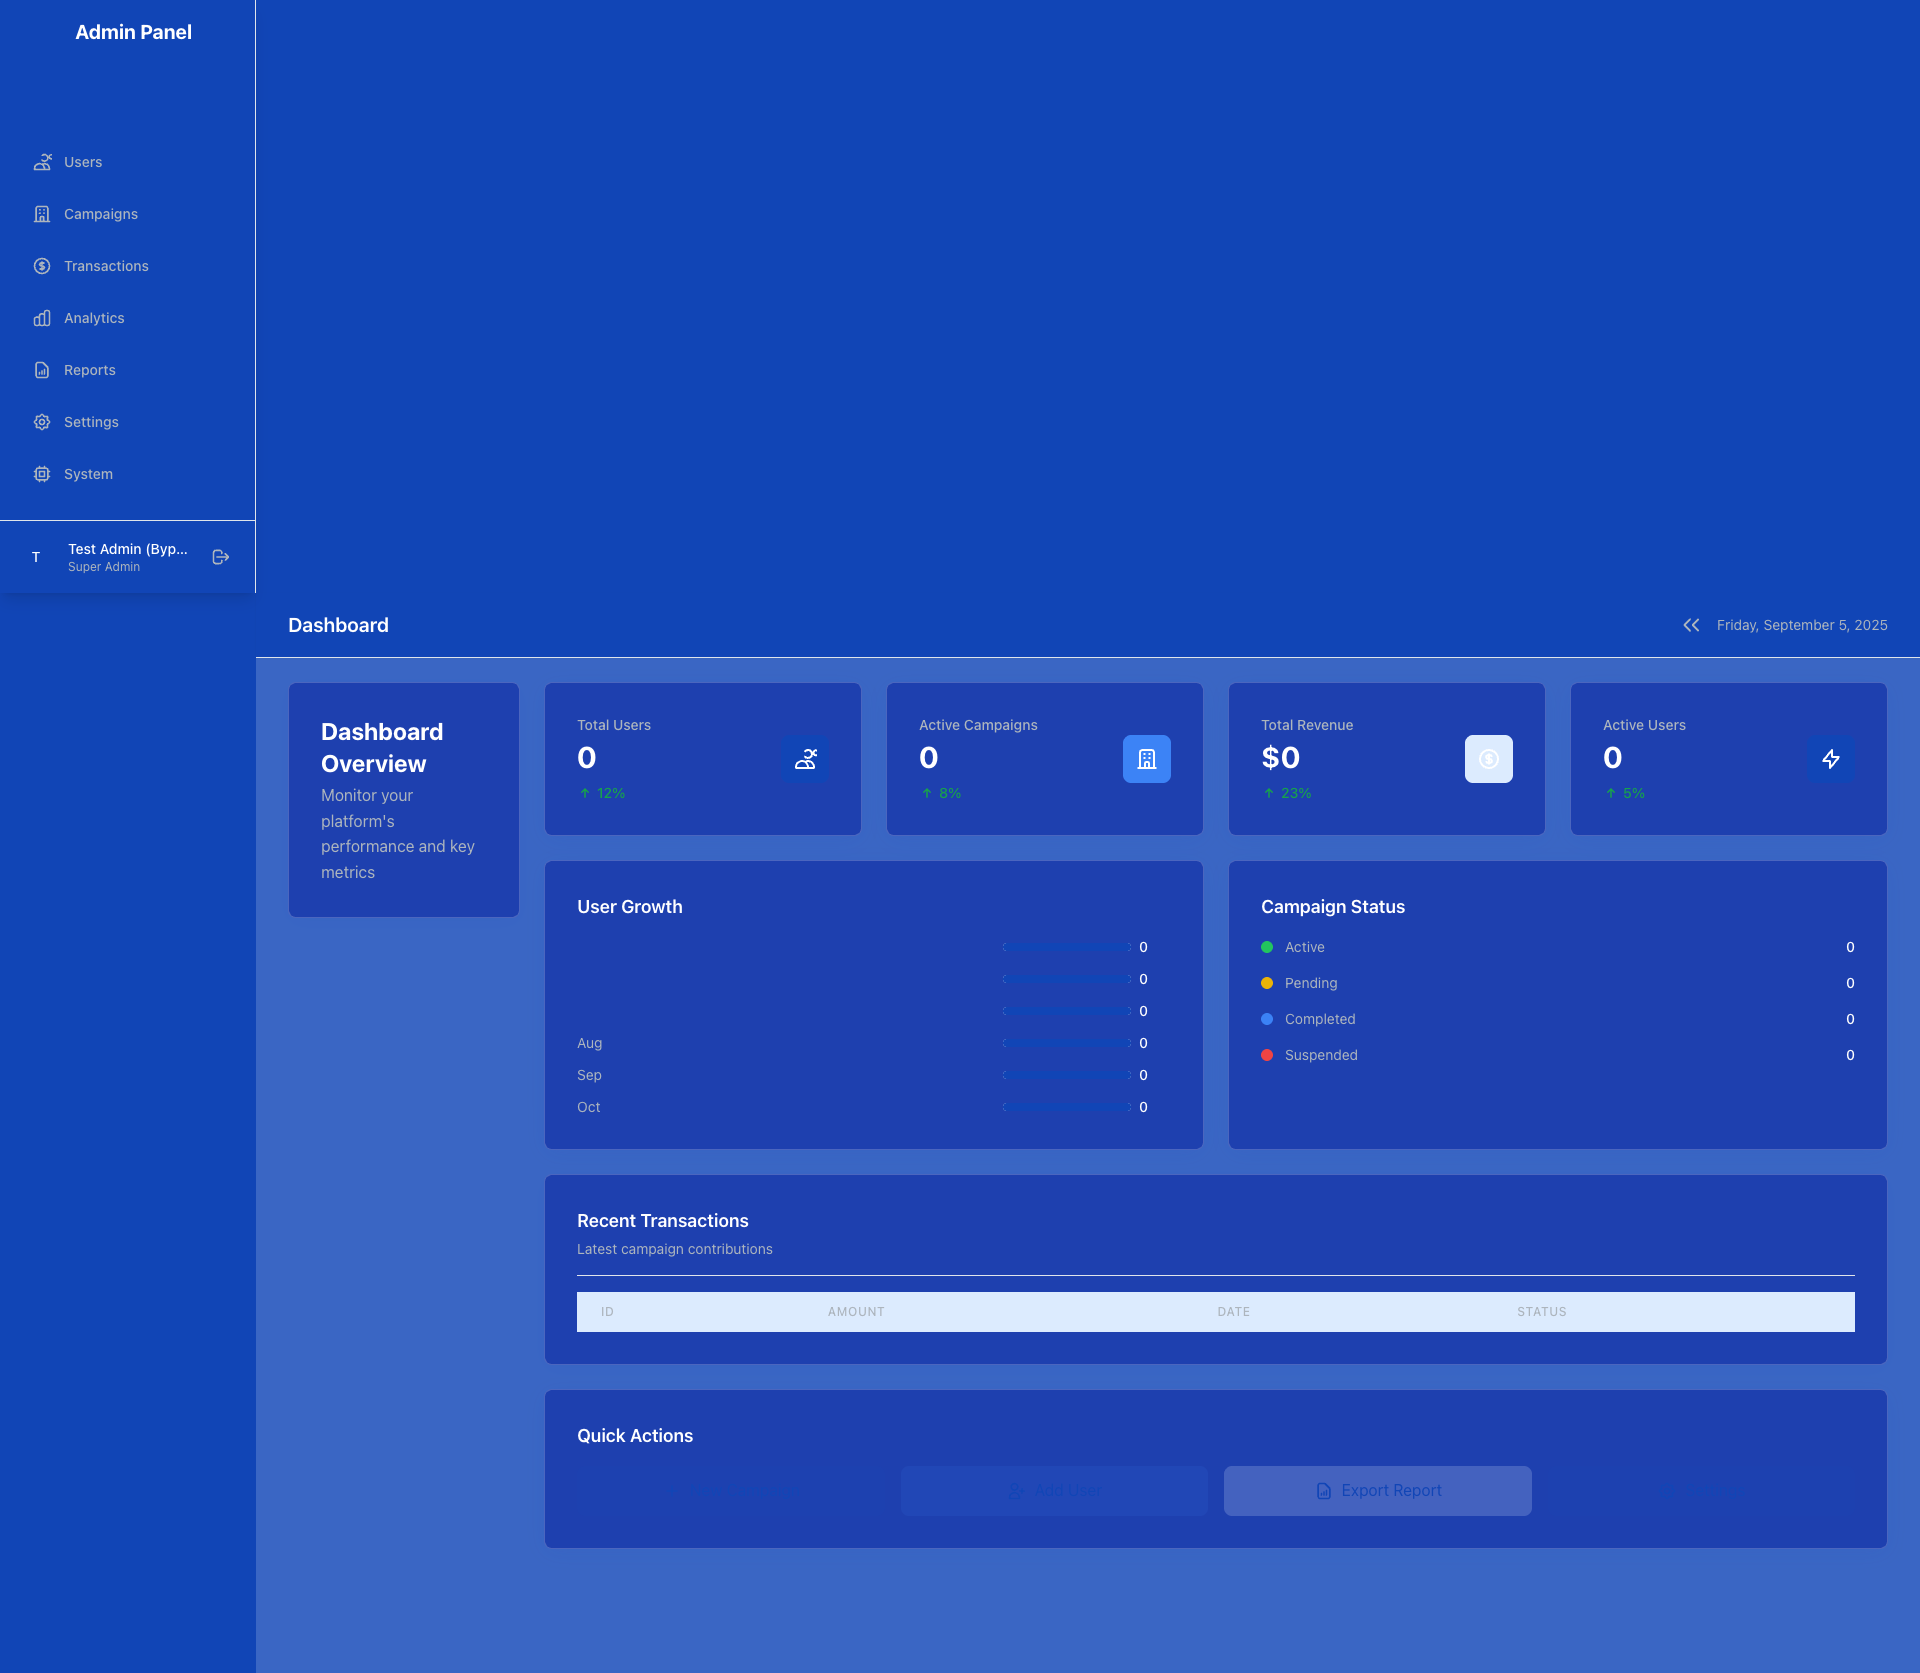 Admin Panel
Users
Campaigns
Transactions
Analytics
Reports
Settings
System
T
Test Admin (Byp...
Super Admin
Dashboard
Friday, September 5, 2025
Dashboard
Overview
Monitor your
platform's
performance and key
metrics
Total Users
0
12%
Active Campaigns
0
8%
Total Revenue
$0
23%
Active Users
0
5%
User Growth
0
0
0
Aug 0
Sep 0
Oct 0
Campaign Status
Active 0
Pending 0
Completed 0
Suspended 0
Recent Transactions
Latest campaign contributions
ID AMOUNT DATE STATUS
Quick Actions
Add User
Export Report